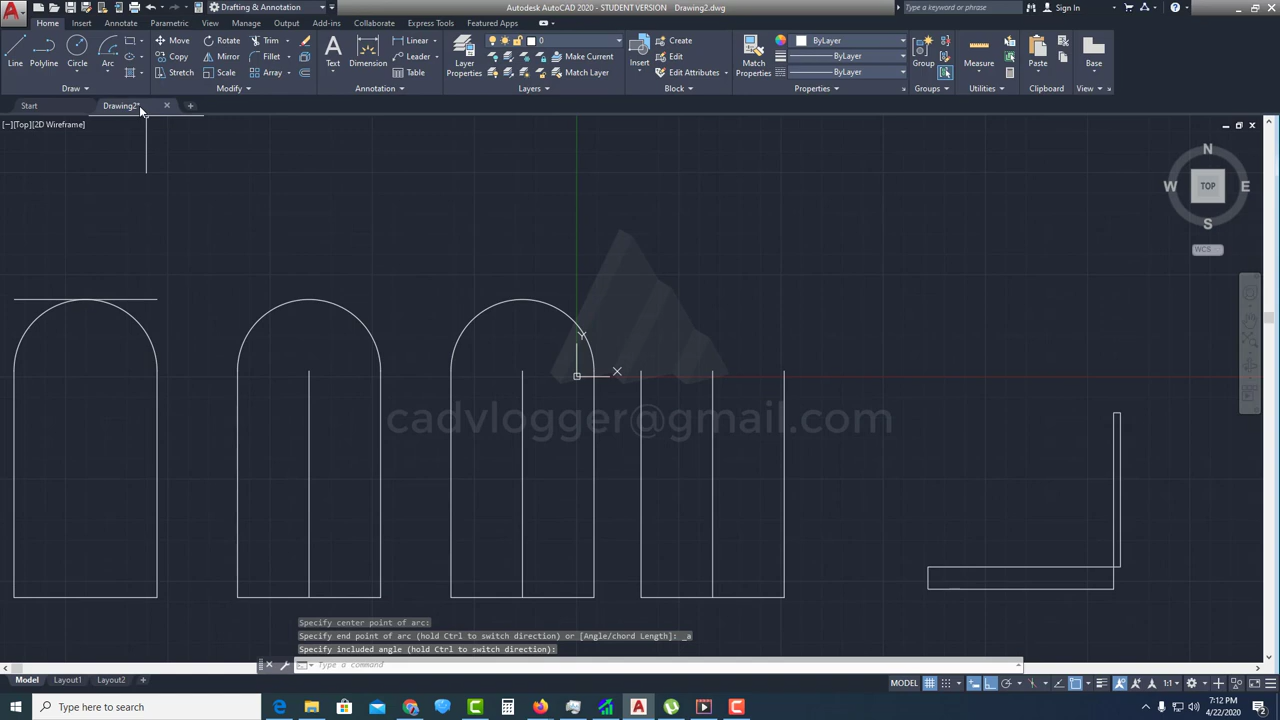 Drafting & Annotation
Autodesk AutoCAD 2020 - STUDENT VERSION Drawing2.dwg
Type a keyword or phrase
Sign In
Home Insert Annotate Parametric View Manage Output Add-ins Collaborate Express Tools Featured Apps
Line Polyline Circle Arc
Move Rotate Trim
Copy Mirror Fillet
Stretch Scale Array
Text Dimension
Linear
Leader
Table
Layer Properties
0
Make Current
Match Layer
Insert
Create
Edit
Edit Attributes
Match Properties
ByLayer
ByLayer
ByLayer
Group
Measure
Paste
Base
Draw Modify Annotation Layers Block Properties Groups Utilities Clipboard View
Start Drawing2*
[−][Top][2D Wireframe]
N
W TOP E
S
WCS
Y
X
cadvlogger@gmail.com
Specify center point of arc:
Specify end point of arc (hold Ctrl to switch direction) or [Angle/chord Length]: _a
Specify included angle (hold Ctrl to switch direction):
Type a command
Model Layout1 Layout2
MODEL 1:1
Type here to search
7:12 PM
4/22/2020
2